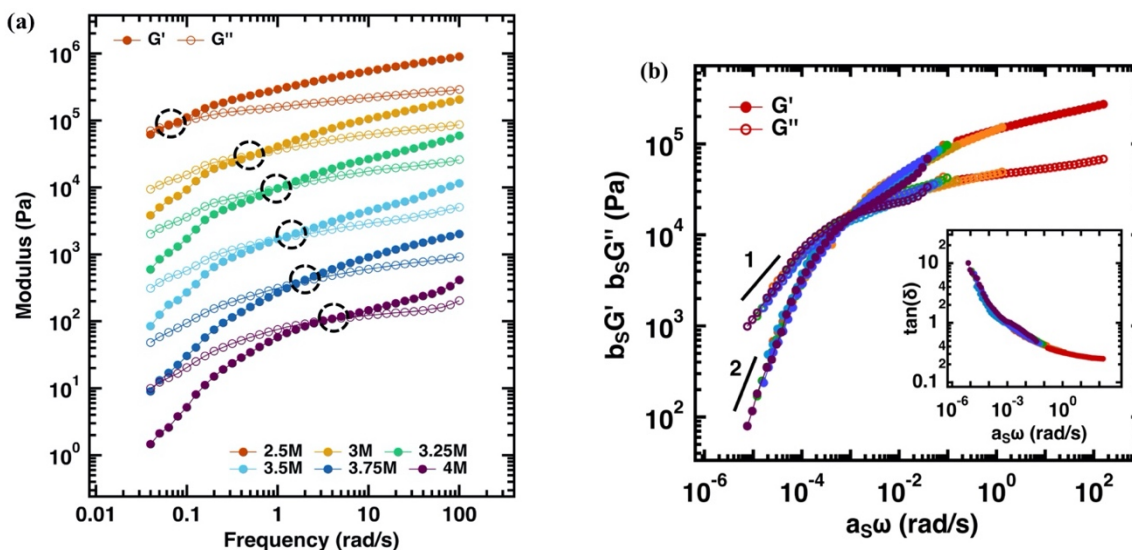 (a)
G' G''
Modulus (Pa)
10^6
10^5
10^4
10^3
10^2
10^1
10^0
2.5M 3M 3.25M
3.5M 3.75M 4M
0.01 0.1 1 10 100
Frequency (rad/s)
(b)
G'
G''
b_SG' b_SG'' (Pa)
10^5
10^4
10^3
10^2
1
2
10^-6 10^-4 10^-2 10^0 10^2
a_Sω (rad/s)
tan(δ)
10
4
2
1
4
2
0.1
10^-6 10^-3 10^0
a_Sω (rad/s)